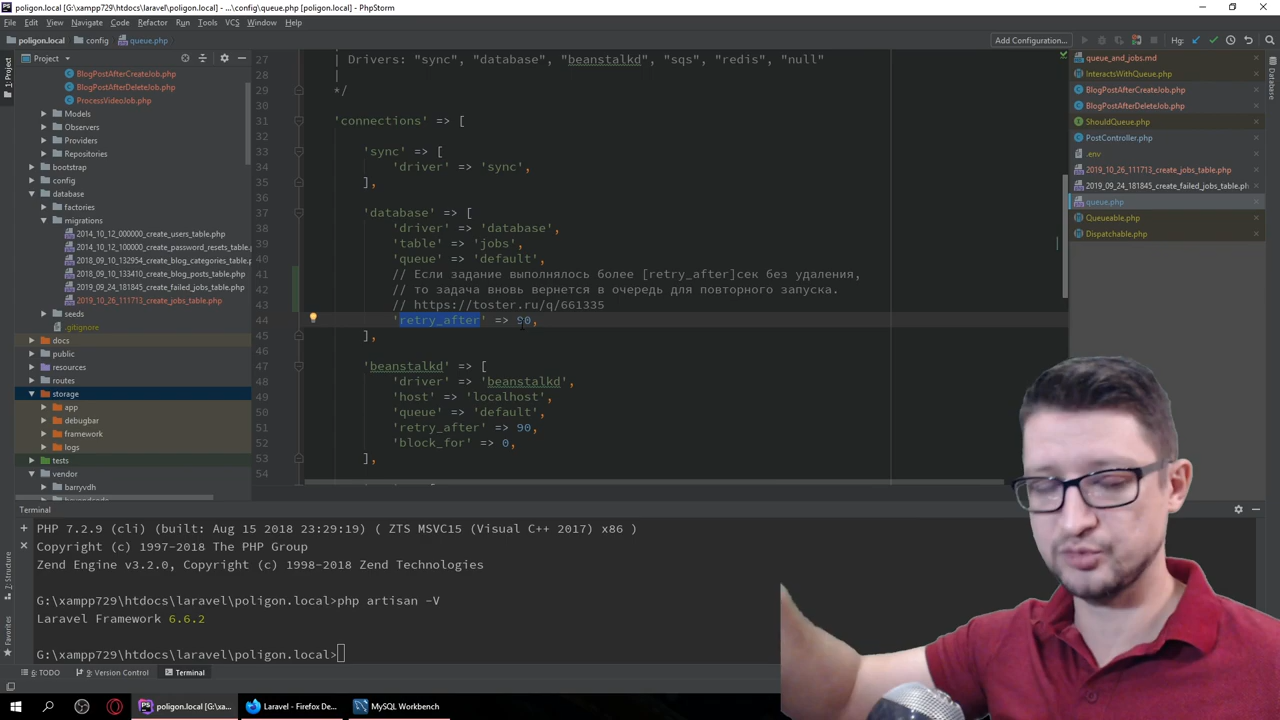 poligon.local [G:\xampp729\htdocs\laravel\poligon.local] - ...\config\queue.php [poligon.local] - PhpStorm
File Edit View Navigate Code Refactor Run Tools VCS Window Help
poligon.local config queue.php
Add Configuration...
Hg:
Project
BlogPostAfterCreateJob.php
BlogPostAfterDeleteJob.php
ProcessVideoJob.php
Models
Observers
Providers
Repositories
bootstrap
config
database
factories
migrations
2014_10_12_000000_create_users_table.php
2014_10_12_100000_create_password_resets_table.
2018_09_10_132954_create_blog_categories_table.
2018_09_10_133410_create_blog_posts_table.php
2019_10_26_111713_create_jobs_table.php
seeds
.gitignore
docs
public
resources
routes
storage
app
debugbar
framework
logs
tests
vendor
barryvdh
1: Project
7: Structure
Favorites
27 | Drivers: "sync", "database", "beanstalkd", "sqs", "redis", "null"
28 |
29 */
30
31 'connections' => [
32
33 'sync' => [
34 'driver' => 'sync',
35 ],
36
37 'database' => [
38 'driver' => 'database',
39 'table' => 'jobs',
40 'queue' => 'default',
41 // Если задание выполнялось более [retry_after]сек без удаления,
42 // то задача вновь вернется в очередь для повторного запуска.
43 // https://toster.ru/q/661335
44 'retry_after' => 90,
45 ],
46
47 'beanstalkd' => [
48 'driver' => 'beanstalkd',
49 'host' => 'localhost',
50 'queue' => 'default',
51 'retry_after' => 90,
52 'block_for' => 0,
53 ],
54
queue_and_jobs.md
InteractsWithQueue.php
BlogPostAfterCreateJob.php
BlogPostAfterDeleteJob.php
ShouldQueue.php
PostController.php
.env
2019_10_26_111713_create_jobs_table.php
2019_09_24_181845_create_failed_jobs_table.ph
queue.php
Queueable.php
Dispatchable.php
Database
Terminal
PHP 7.2.9 (cli) (built: Aug 15 2018 23:29:19) ( ZTS MSVC15 (Visual C++ 2017) x86 )
Copyright (c) 1997-2018 The PHP Group
Zend Engine v3.2.0, Copyright (c) 1998-2018 Zend Technologies
G:\xampp729\htdocs\laravel\poligon.local>php artisan -V
Laravel Framework 6.6.2
G:\xampp729\htdocs\laravel\poligon.local>
6: TODO 9: Version Control Terminal
poligon.local [G:\xa... Laravel - Firefox De... MySQL Workbench